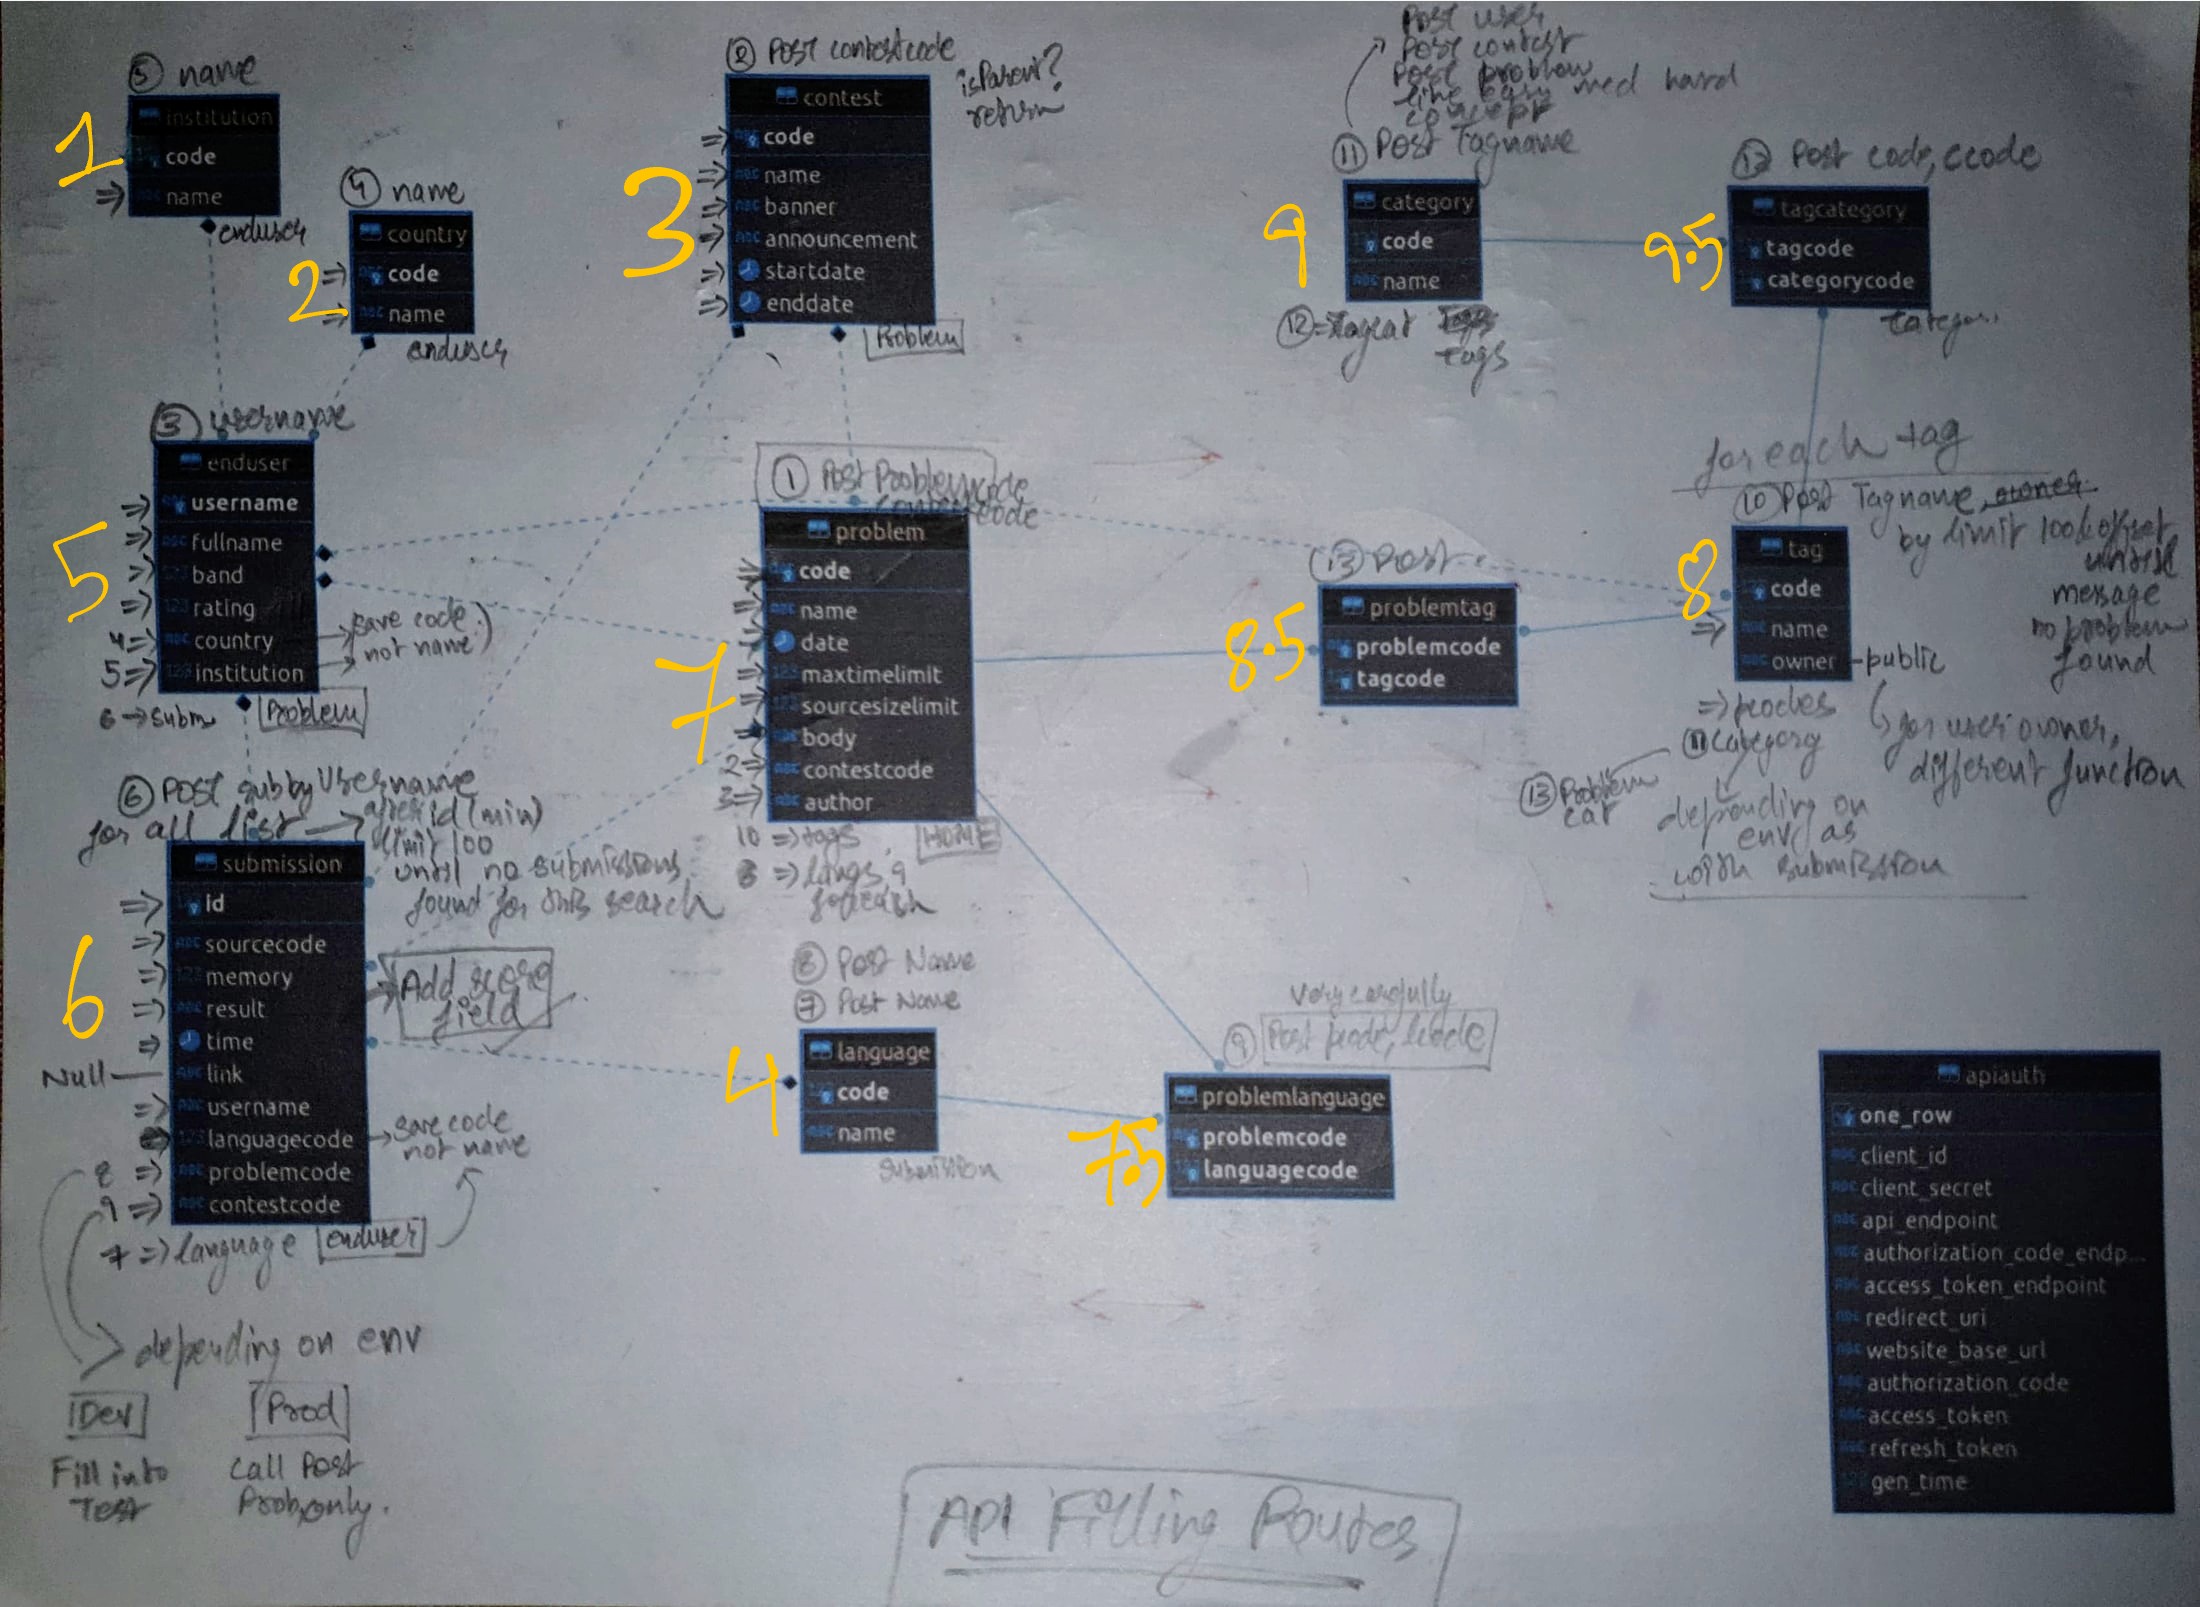 ⑤ name
1
institution
code
⇒ name
enduser
④ name
country
2
⇒ code
⇒ name
enduser
② Post contestcode
isParent?
return
contest
3
⇒ code
⇒ name
⇒ banner
⇒ announcement
⇒ startdate
⇒ enddate
Problem
Post user
Post contest
Post problem
med hard
⑪ Post Tagname
9
category
code
name
⑫ ⇒
tags
Post code, ccode
9.5
tagcategory
tagcode
categorycode
③ username
enduser
5
⇒ username
⇒ fullname
⇒ band
⇒ rating
4 ⇒ country
5 ⇒ institution
save code
not name
6 → subm
Problem
① Post Problemcode
problem
7
⇒ code
⇒ name
date
⇒ maxtimelimit
⇒ sourcesizelimit
body
2 ⇒ contestcode
3 ⇒ author
10 ⇒ tags
HOME
8 ⇒ langs 9
foreach
⑬ Post
8.5
problemtag
problemcode
tagcode
foreach tag
⑩ Post Tagname, owner
by limit 100 & offset
until
message
no problem
found
8
tag
code
⇒ name
owner - public
⇒ pcodes
for user owner,
different function
⑪ category
⑬ Problem
cat
depending on
env as
with submission
⑥ Post sub by Username
for all list → after id (min)
limit 100
until no submissions
found for this search
submission
6
⇒ id
⇒ sourcecode
⇒ memory
⇒ result
⇒ time
Null — link
⇒ username
languagecode
8 ⇒ problemcode
9 ⇒ contestcode
Add score
field
save code
not name
7 ⇒ language
enduser
depending on env
Dev
Prod
Fill into
Test
call Post
Prob only.
⑧ Post Name
⑦ Post Name
4
language
code
name
submission
very carefully
⑨ Post pcode, lcode
7.5
problemlanguage
problemcode
languagecode
apiauth
one_row
client_id
client_secret
api_endpoint
authorization_code_endp...
access_token_endpoint
redirect_uri
website_base_url
authorization_code
access_token
refresh_token
gen_time
API Filling Routes